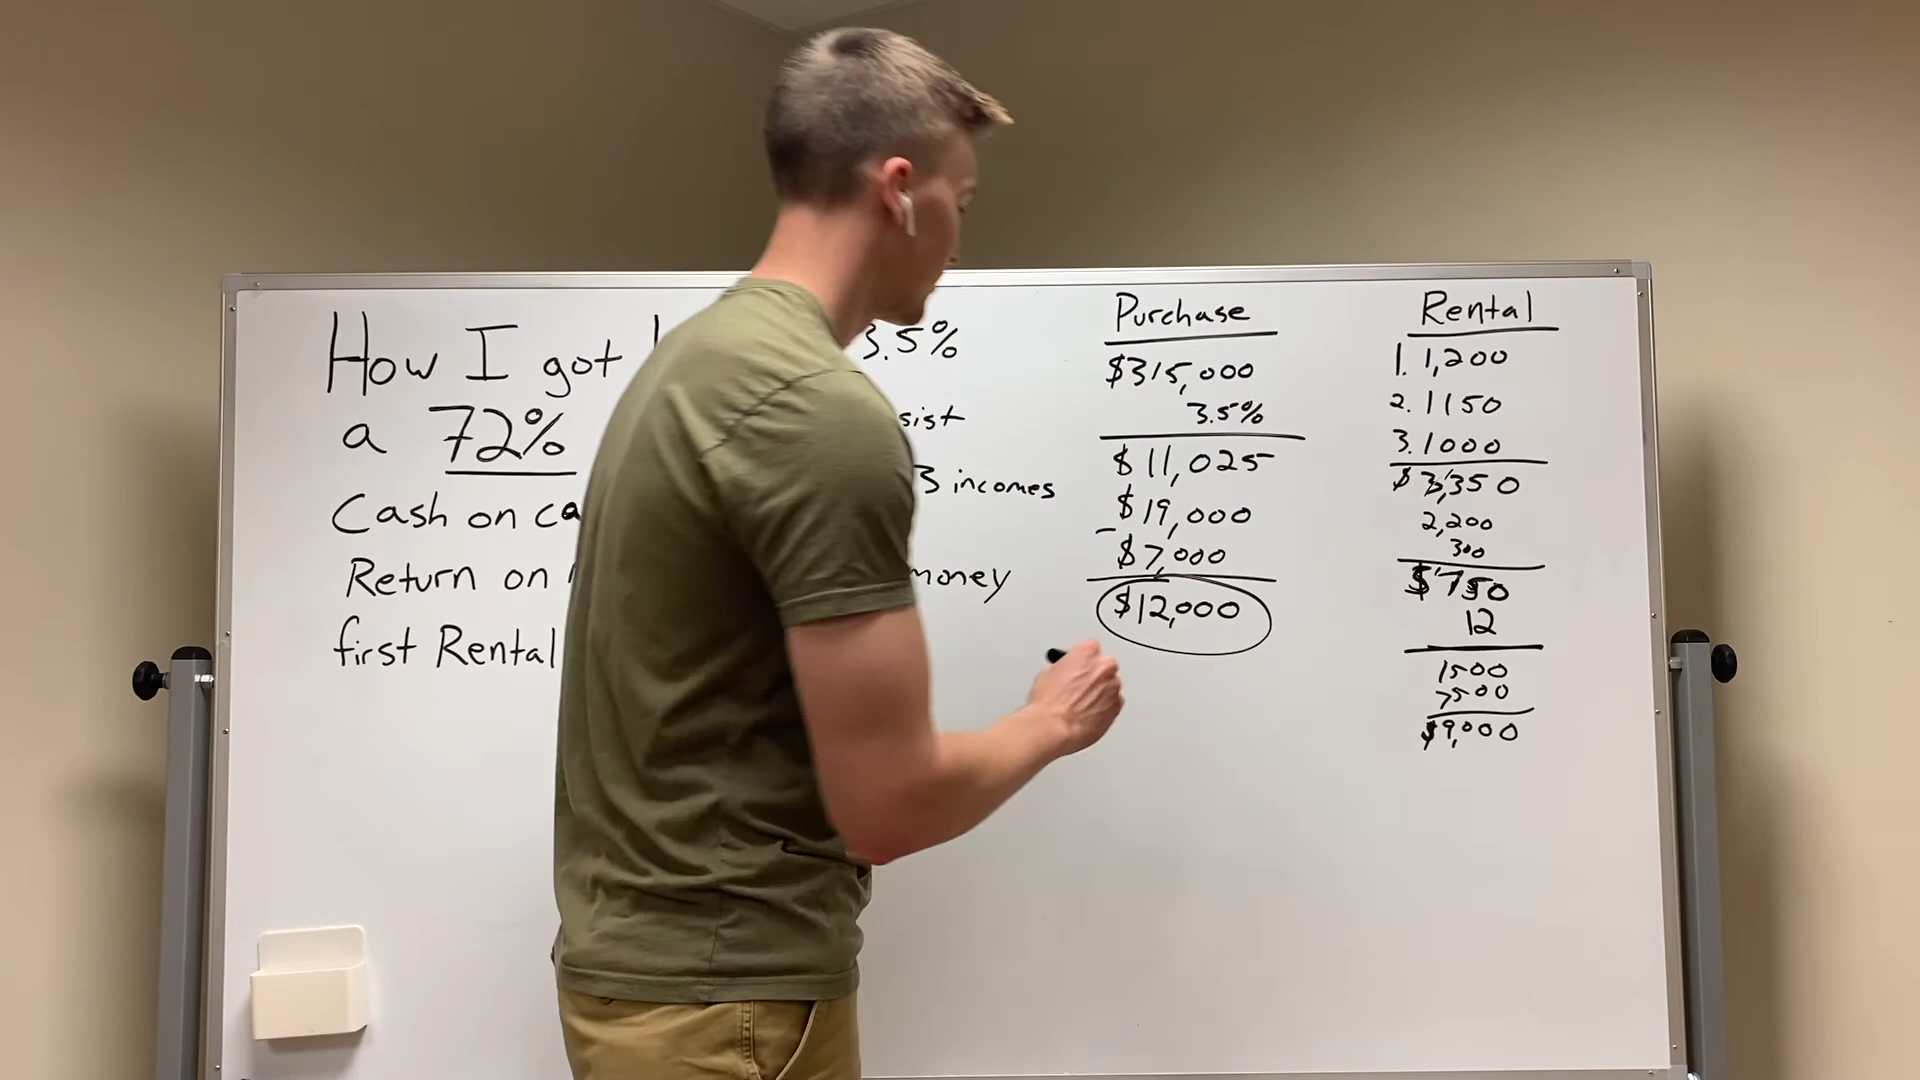 How I got
a 72%
Cash on ca
Return on
first Rental
3.5%
sist
3 incomes
money
Purchase
$315,000
3.5%
$11,025
$19,000
- $7,000
$12,000
Rental
1. 1,200
2. 1150
3. 1000
$3,350
2,200
300
$750
12
1500
7500
$9,000